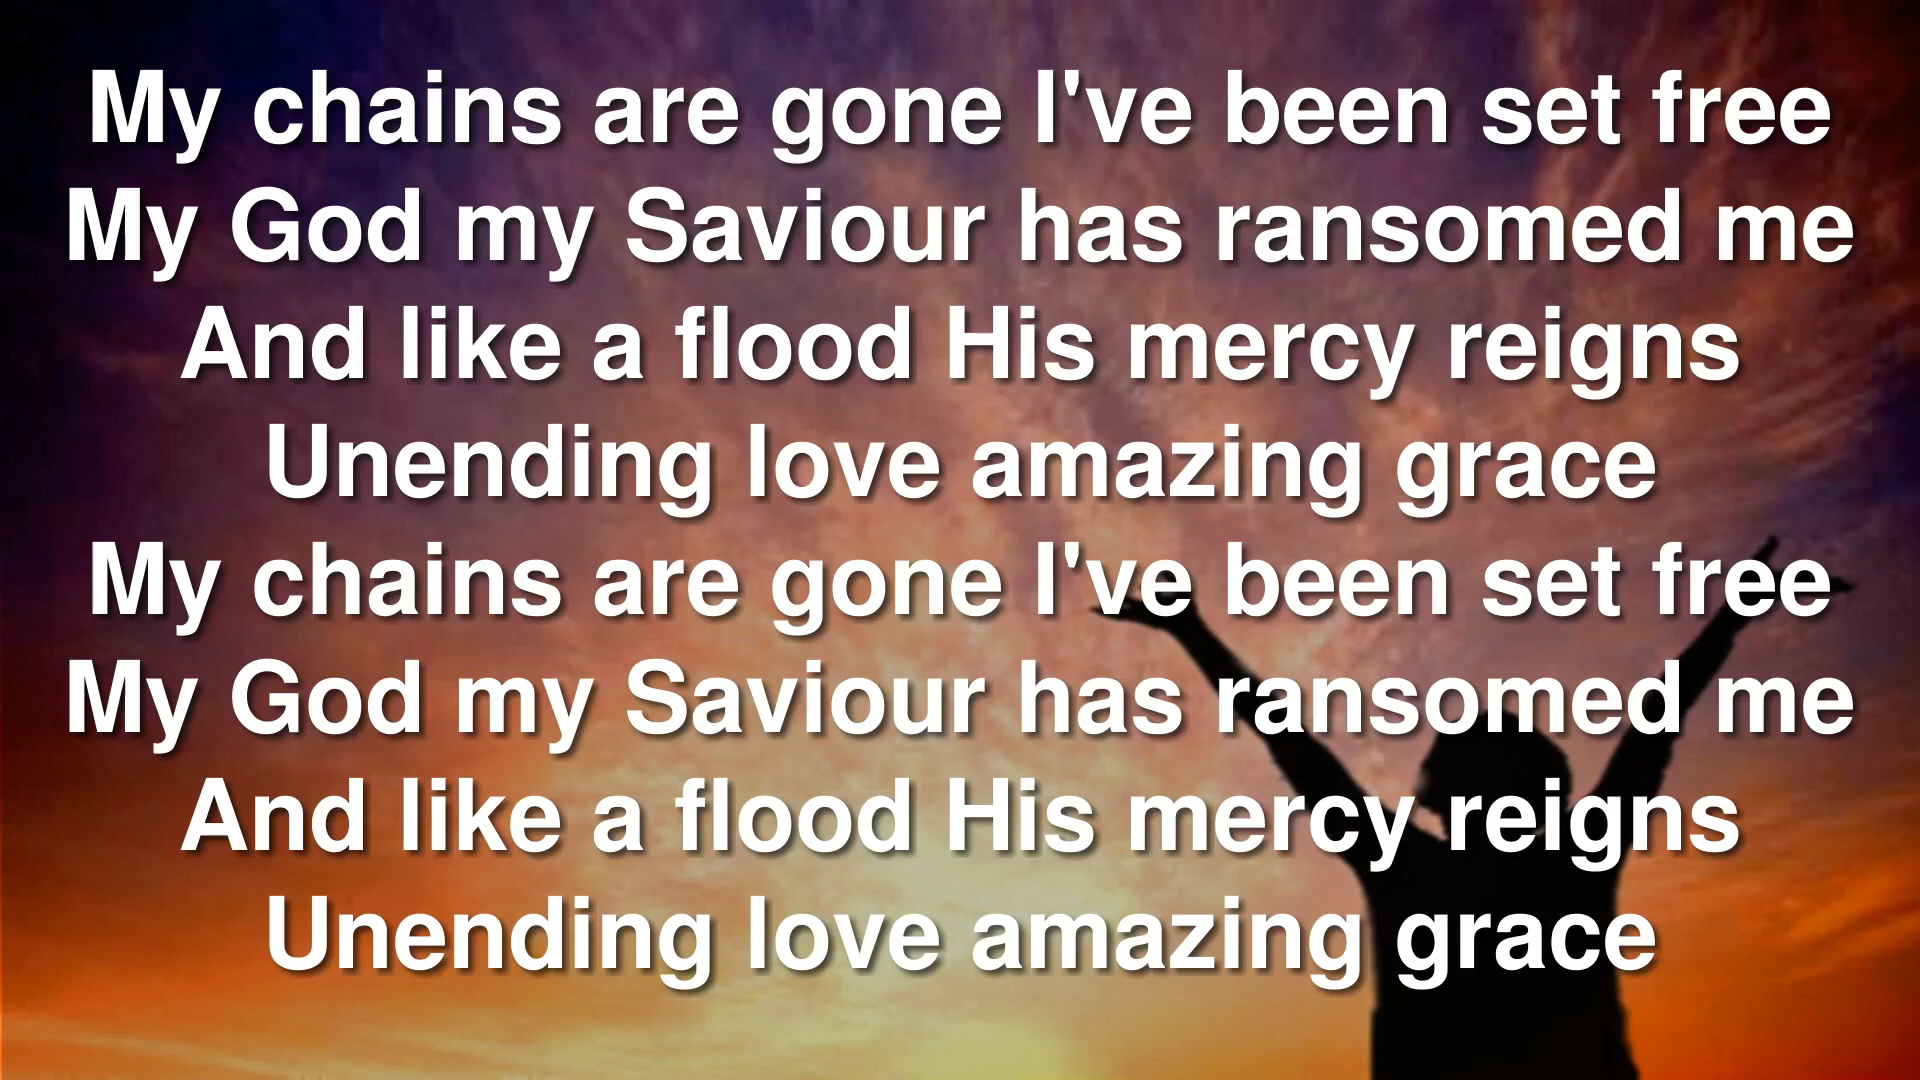 My chains are gone I've been set free
My God my Saviour has ransomed me
And like a flood His mercy reigns
Unending love amazing grace
My chains are gone I've been set free
My God my Saviour has ransomed me
And like a flood His mercy reigns
Unending love amazing grace